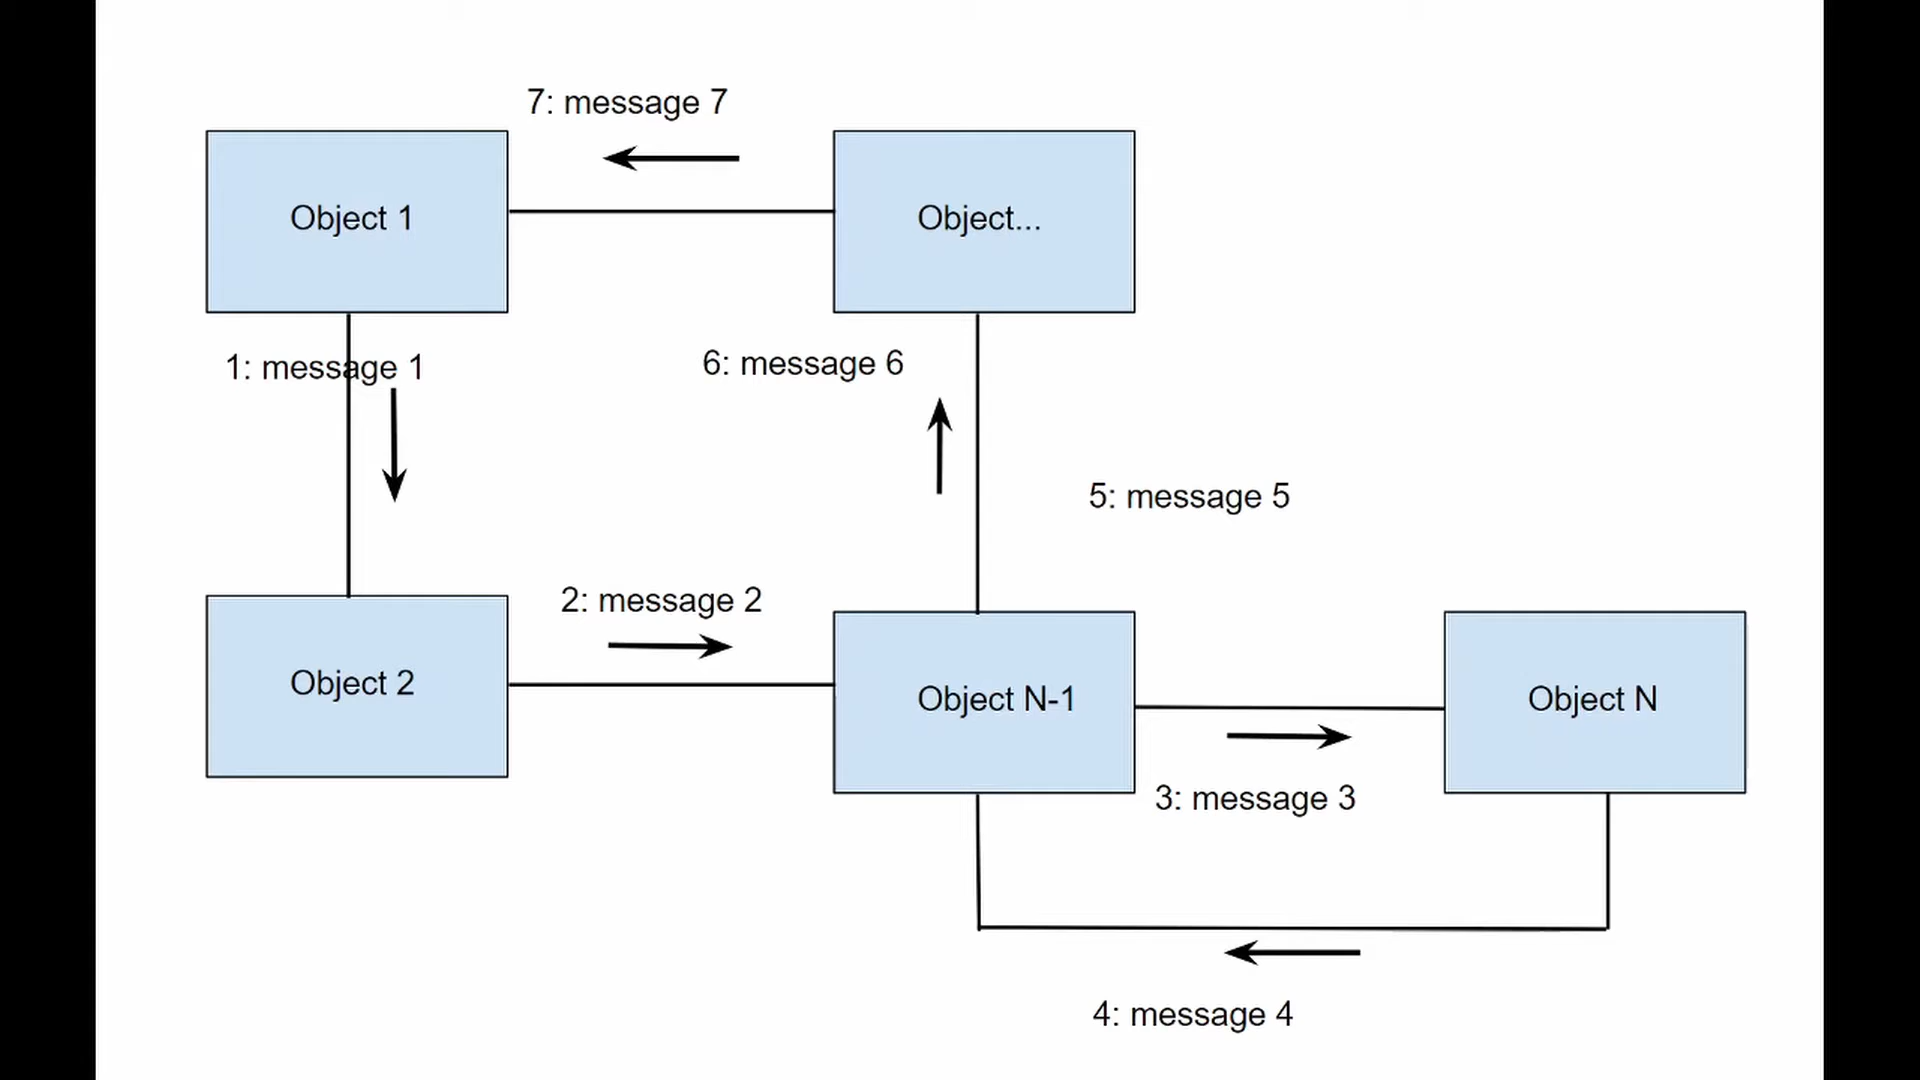 7: message 7
Object 1
Object...
1: message 1
6: message 6
5: message 5
2: message 2
Object 2
Object N-1
Object N
3: message 3
4: message 4